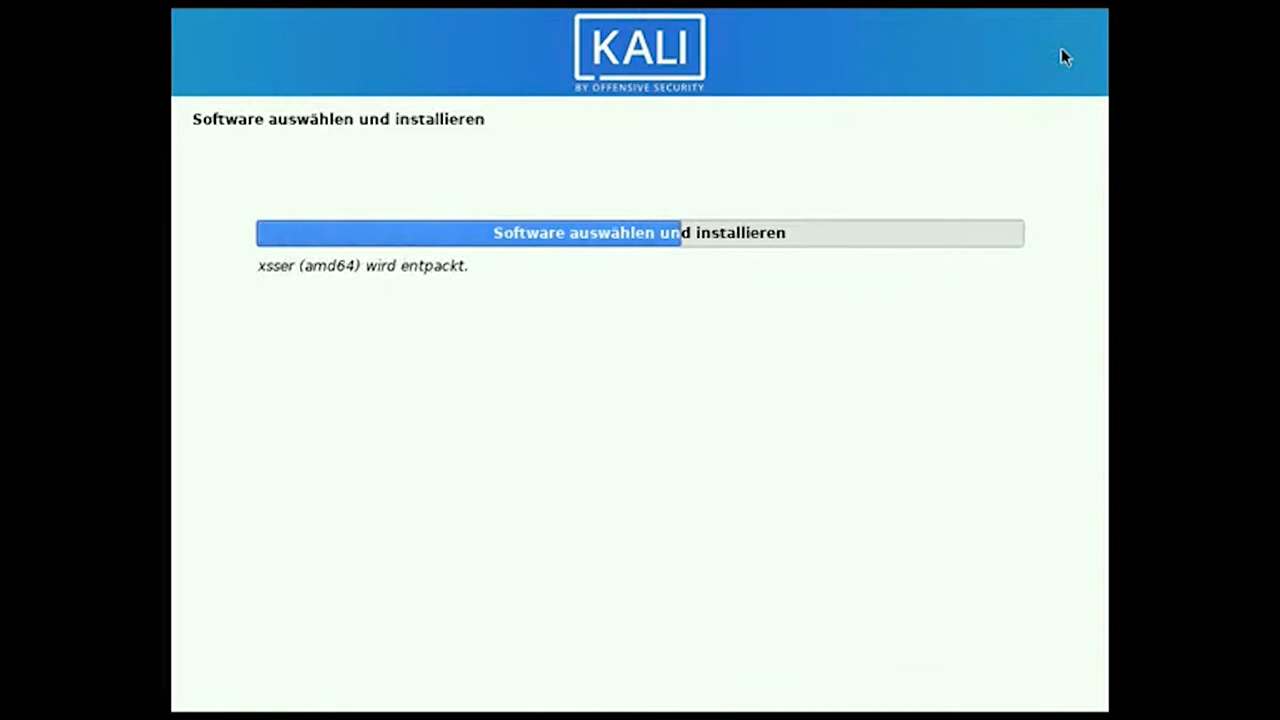 KALI
BY OFFENSIVE SECURITY
Software auswählen und installieren
Software auswählen und installieren
xsser (amd64) wird entpackt.